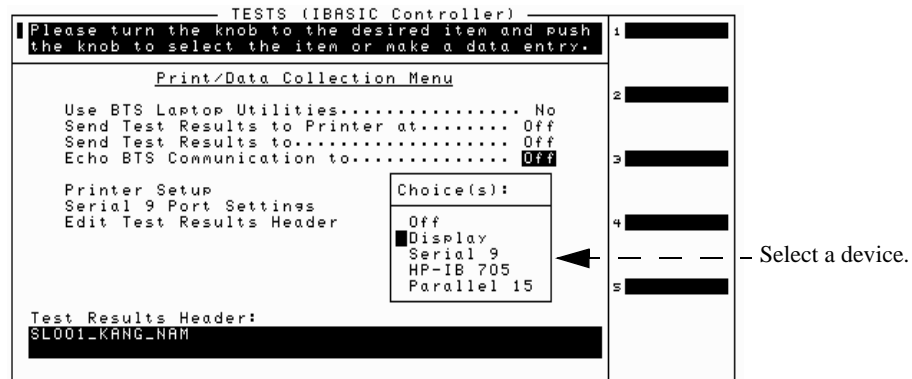 TESTS (IBASIC Controller)
Please turn the knob to the desired item and push
the knob to select the item or make a data entry.
Print/Data Collection Menu
Use BTS Laptop Utilities................ No
Send Test Results to Printer at........ Off
Send Test Results to................... Off
Echo BTS Communication to.............. Off
Printer Setup
Serial 9 Port Settings
Edit Test Results Header
Choice(s):
Off
Display
Serial 9
HP-IB 705
Parallel 15
Select a device.
Test Results Header:
SL001_KANG_NAM
1
2
3
4
5